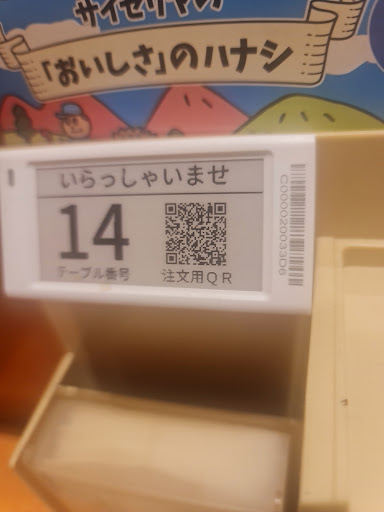 サイゼリヤの
「おいしさ」のハナシ
いらっしゃいませ
14
テーブル番号
注文用QR
C0000020033D6